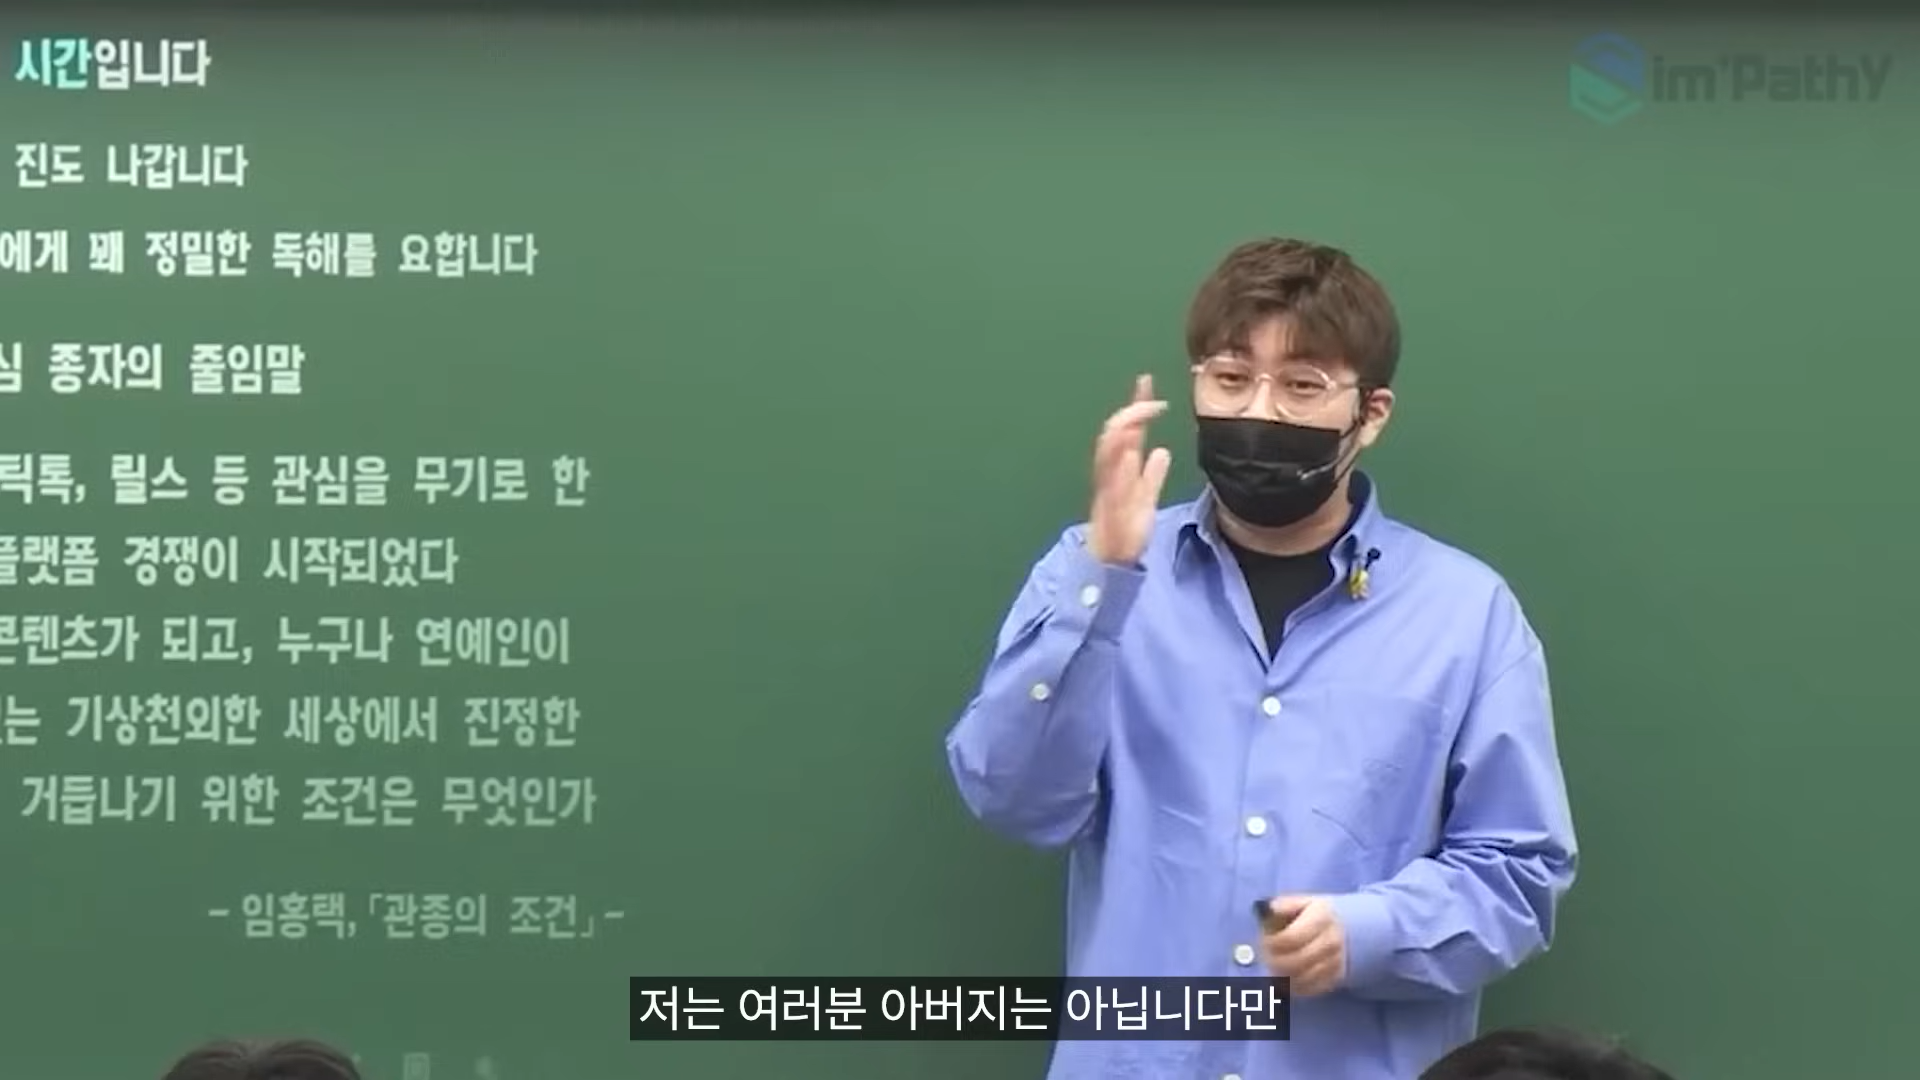 시간입니다
im'PathY
진도 나갑니다
에게 꽤 정밀한 독해를 요합니다
심 종자의 줄임말
틱톡, 릴스 등 관심을 무기로 한
플랫폼 경쟁이 시작되었다
콘텐츠가 되고, 누구나 연예인이
는 기상천외한 세상에서 진정한
거듭나기 위한 조건은 무엇인가
- 임홍택, 「관종의 조건」 -
저는 여러분 아버지는 아닙니다만